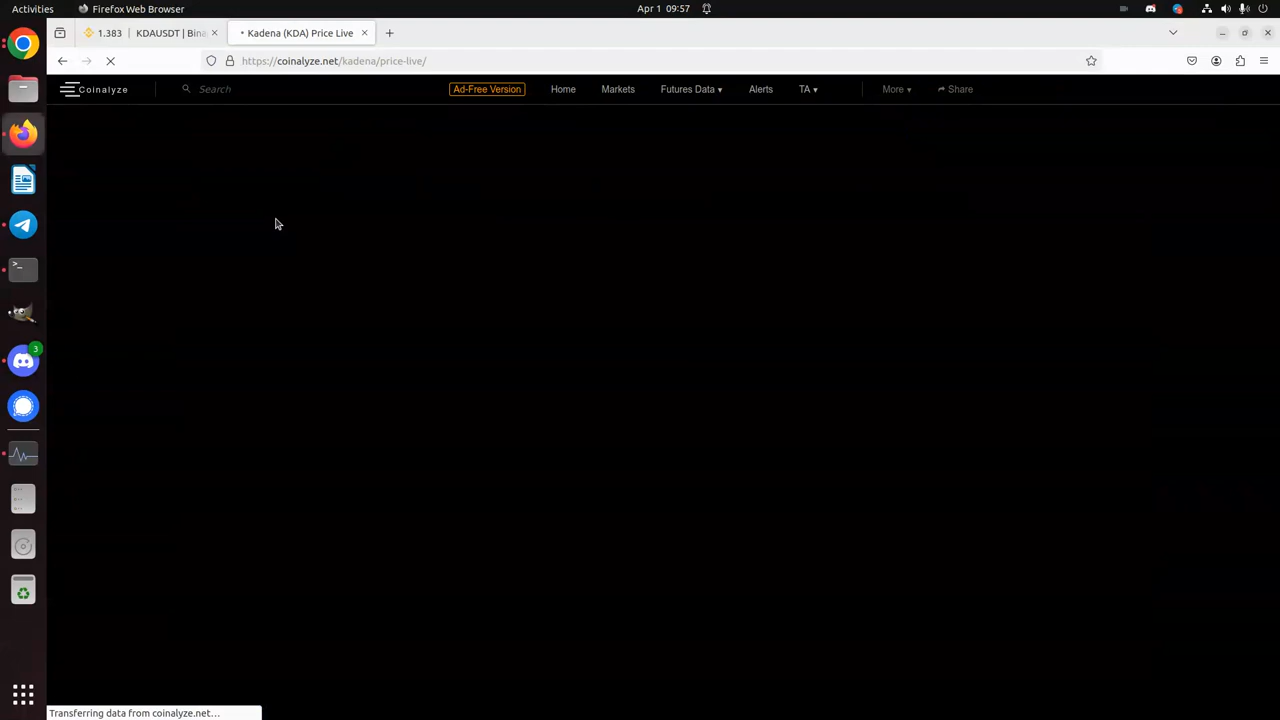 Activities
Firefox Web Browser
Apr 1 09:57
1.383 | KDAUSDT | Bina
Kadena (KDA) Price Live
https://coinalyze.net/kadena/price-live/
Coinalyze
Search
Ad-Free Version
Home
Markets
Futures Data ▾
Alerts
TA ▾
More ▾
Share
3
Transferring data from coinalyze.net…